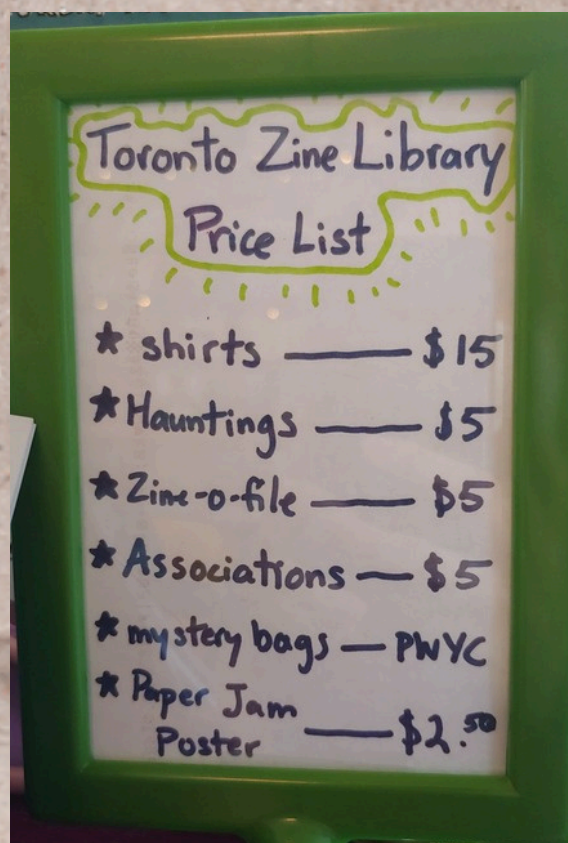 Toronto Zine Library
Price List
★ shirts — $15
★ Hauntings — $5
★ Zine-o-file — $5
★ Associations — $5
★ mystery bags — PWYC
★ Paper Jam
Poster — $2.50